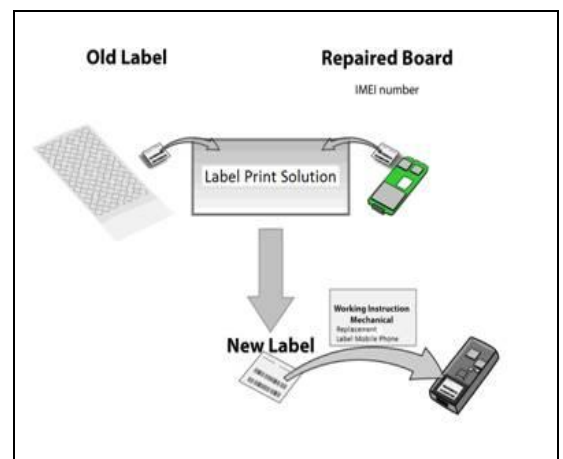 Old Label
Repaired Board
IMEI number
Label Print Solution
Working Instruction
Mechanical
Replacement
Label Mobile Phone
New Label